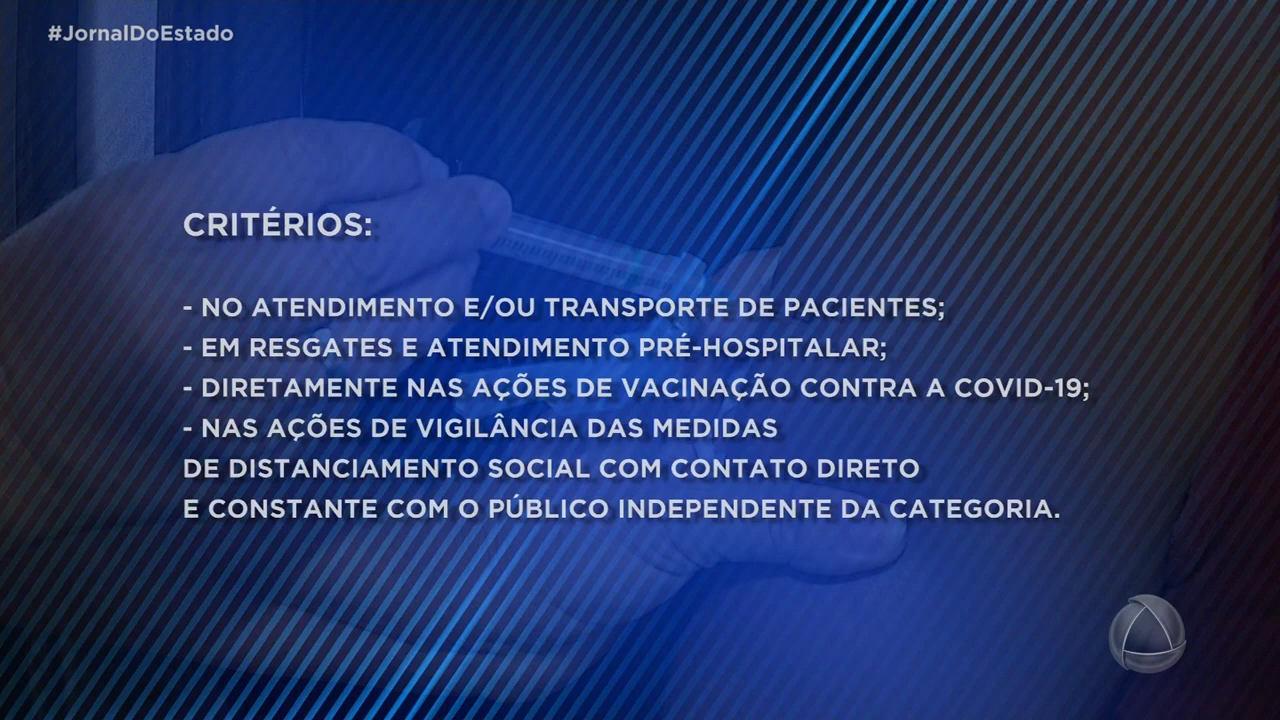 #JornalDoEstado
CRITÉRIOS:
- NO ATENDIMENTO E/OU TRANSPORTE DE PACIENTES;
- EM RESGATES E ATENDIMENTO PRÉ-HOSPITALAR;
- DIRETAMENTE NAS AÇÕES DE VACINAÇÃO CONTRA A COVID-19;
- NAS AÇÕES DE VIGILÂNCIA DAS MEDIDAS
DE DISTANCIAMENTO SOCIAL COM CONTATO DIRETO
E CONSTANTE COM O PÚBLICO INDEPENDENTE DA CATEGORIA.